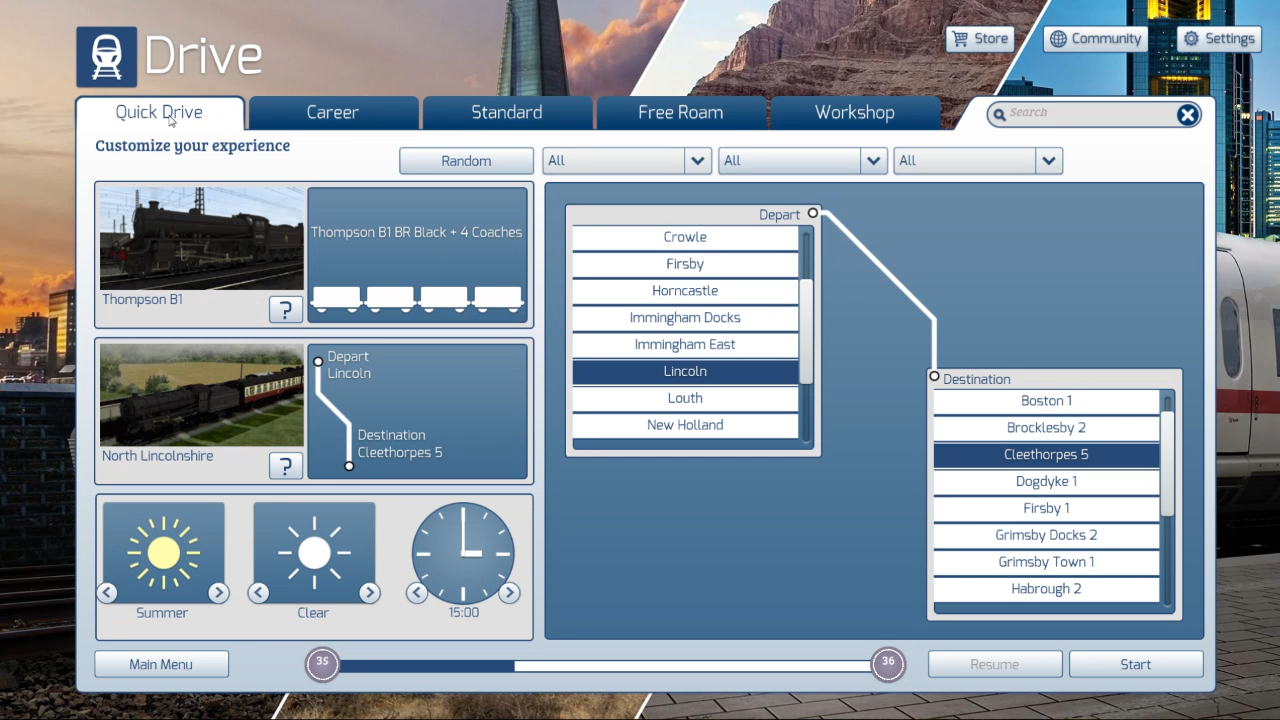 Drive
Store
Community
Settings
Quick Drive
Career
Standard
Free Roam
Workshop
Search
Customize your experience
Random
All
All
All
Thompson B1
?
Thompson B1 BR Black + 4 Coaches
North Lincolnshire
?
Depart
Lincoln
Destination
Cleethorpes 5
Summer
Clear
15:00
Depart
Crowle
Firsby
Horncastle
Immingham Docks
Immingham East
Lincoln
Louth
New Holland
Destination
Boston 1
Brocklesby 2
Cleethorpes 5
Dogdyke 1
Firsby 1
Grimsby Docks 2
Grimsby Town 1
Habrough 2
Main Menu
35
36
Resume
Start